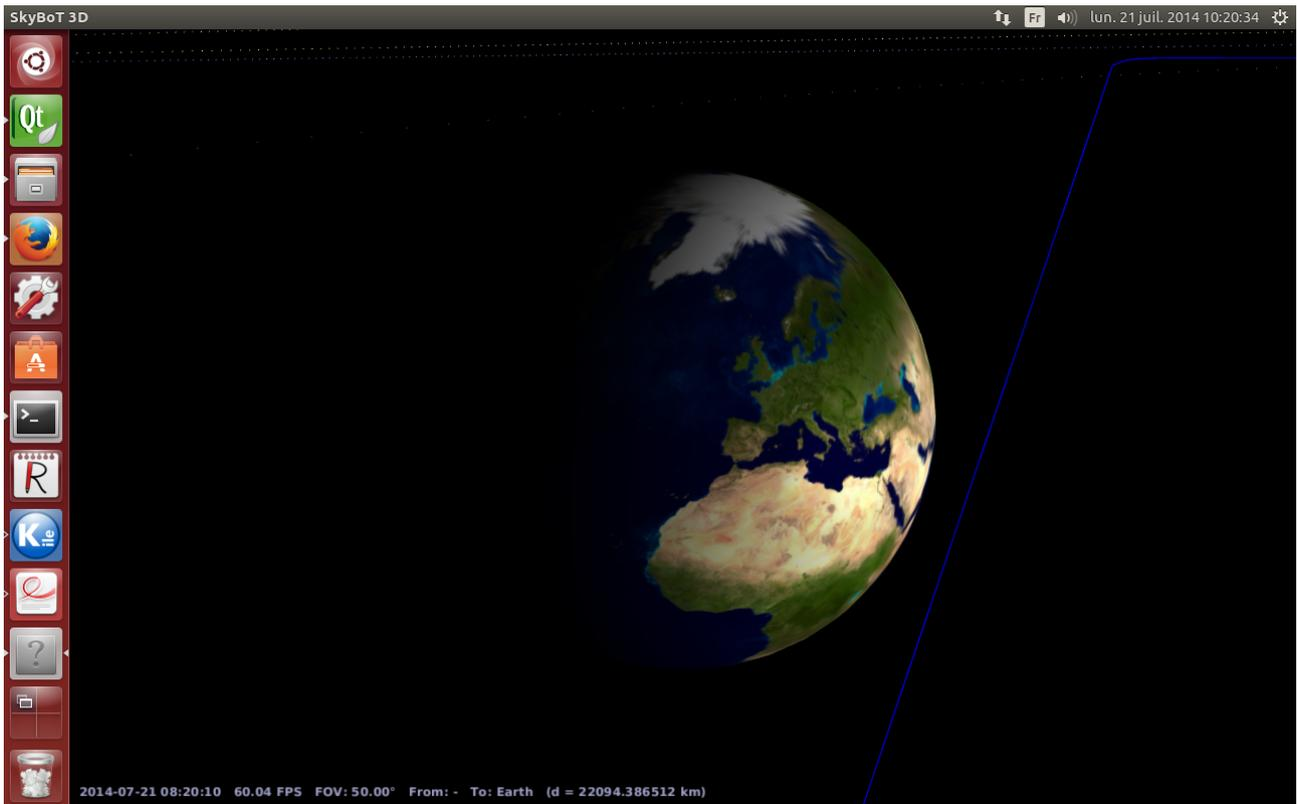 SkyBoT 3D
Fr
lun. 21 juil. 2014 10:20:34
Qt
A
>_
R
Kile
?
2014-07-21 08:20:10 60.04 FPS FOV: 50.00° From: - To: Earth (d = 22094.386512 km)